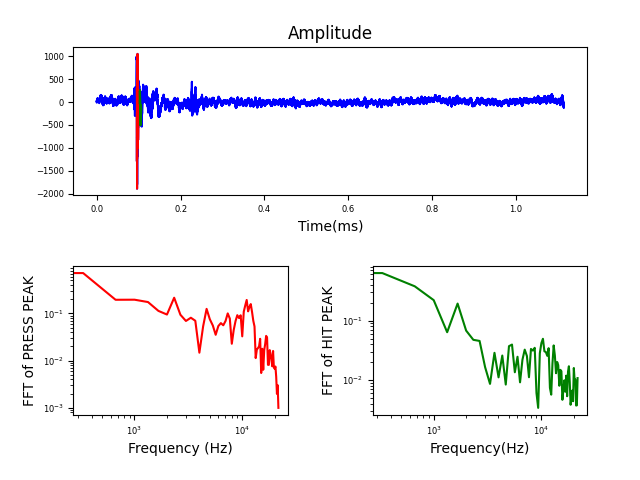 Amplitude
1000
500
0
−500
−1000
−1500
−2000
0.0 0.2 0.4 0.6 0.8 1.0
Time(ms)
FFT of PRESS PEAK
10⁻¹
10⁻²
10⁻³
10³ 10⁴
Frequency (Hz)
FFT of HIT PEAK
10⁻¹
10⁻²
10³ 10⁴
Frequency(Hz)